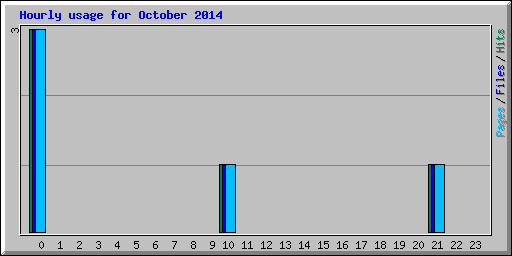 Hourly usage for October 2014
3
Pages/Files/Hits
0 1 2 3 4 5 6 7 8 9 10 11 12 13 14 15 16 17 18 19 20 21 22 23